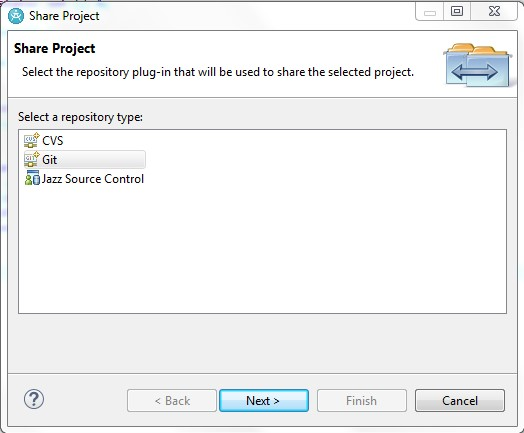 Share Project
Share Project
Select the repository plug-in that will be used to share the selected project.
Select a repository type:
CVS
Git
Jazz Source Control
? < Back Next > Finish Cancel